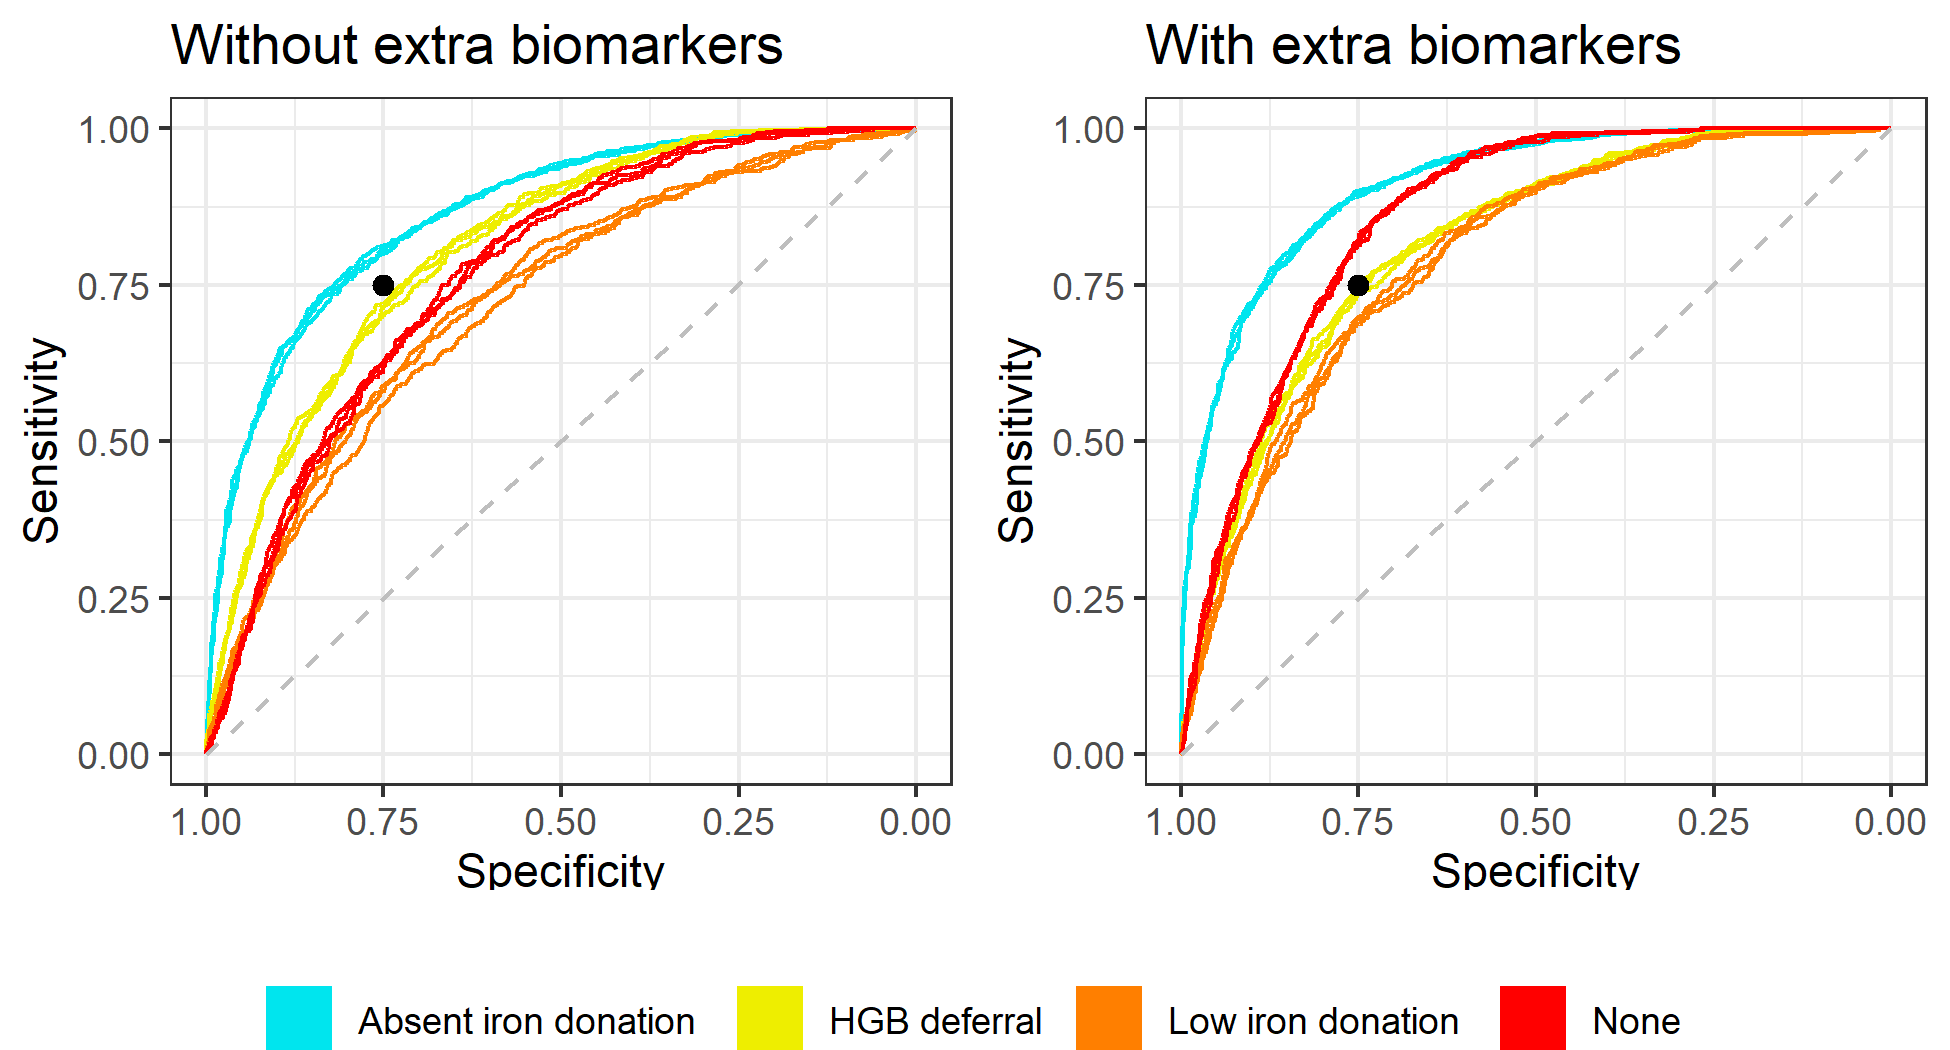 Without extra biomarkers
With extra biomarkers
Sensitivity
1.00
0.75
0.50
0.25
0.00
1.00 0.75 0.50 0.25 0.00
Specificity
Sensitivity
1.00
0.75
0.50
0.25
0.00
1.00 0.75 0.50 0.25 0.00
Specificity
Absent iron donation HGB deferral Low iron donation None